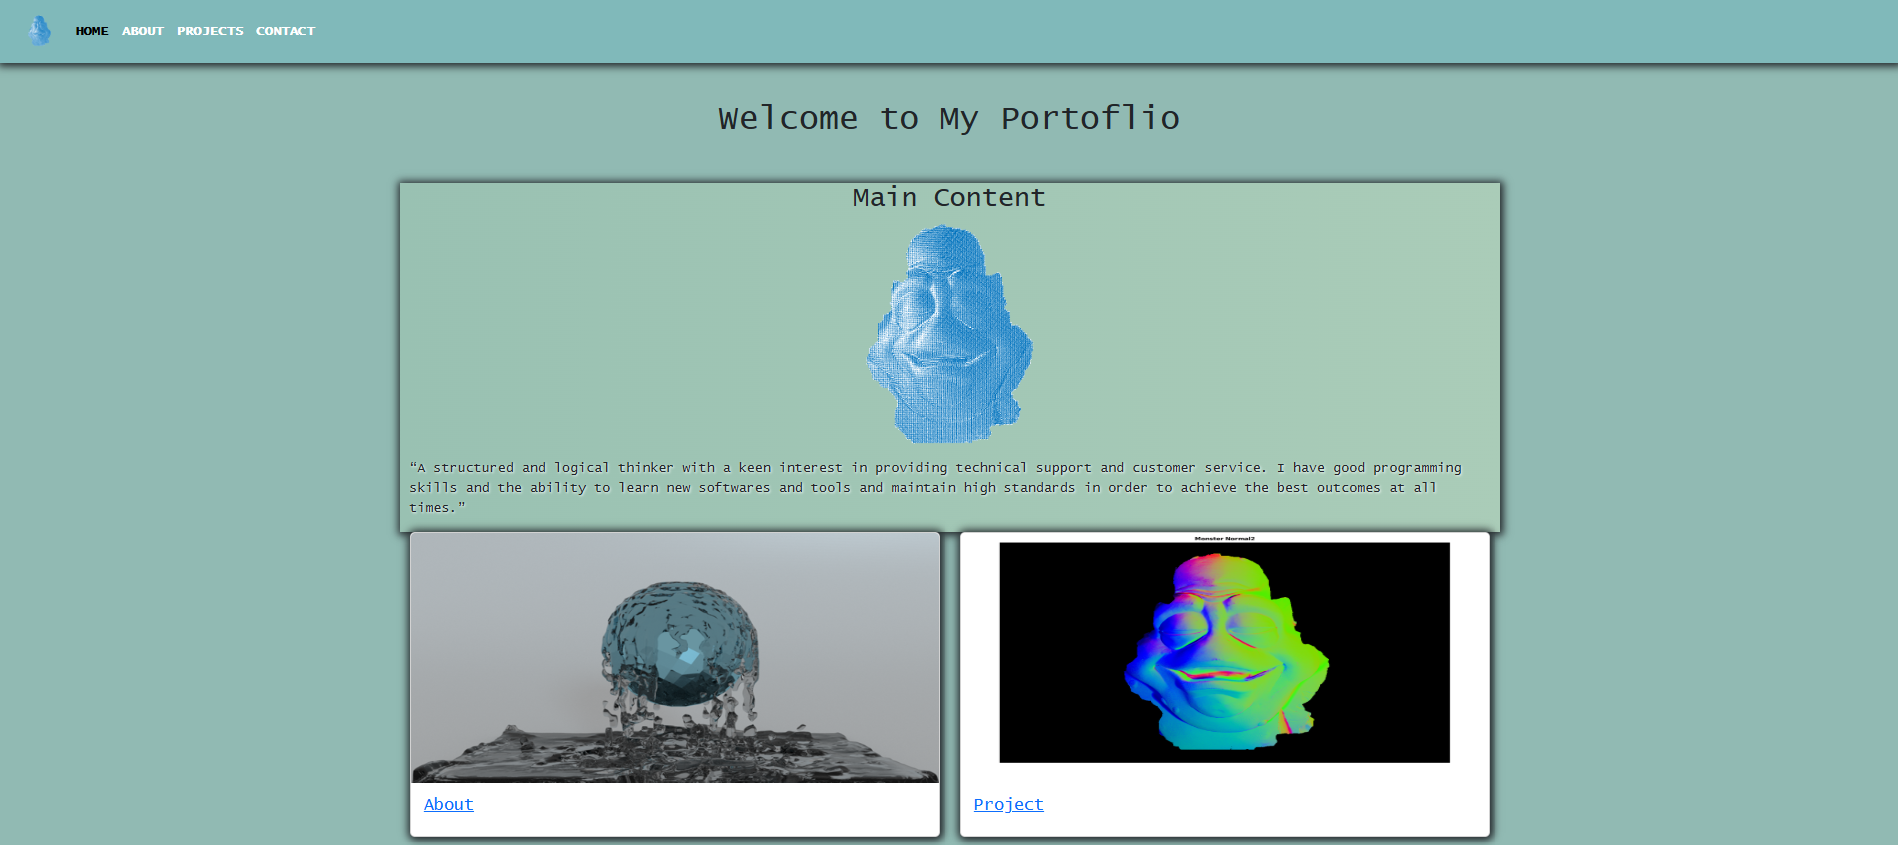 HOME ABOUT PROJECTS CONTACT
Welcome to My Portoflio
Main Content
“A structured and logical thinker with a keen interest in providing technical support and customer service. I have good programming
skills and the ability to learn new softwares and tools and maintain high standards in order to achieve the best outcomes at all
times.”
Monster Normal2
About
Project